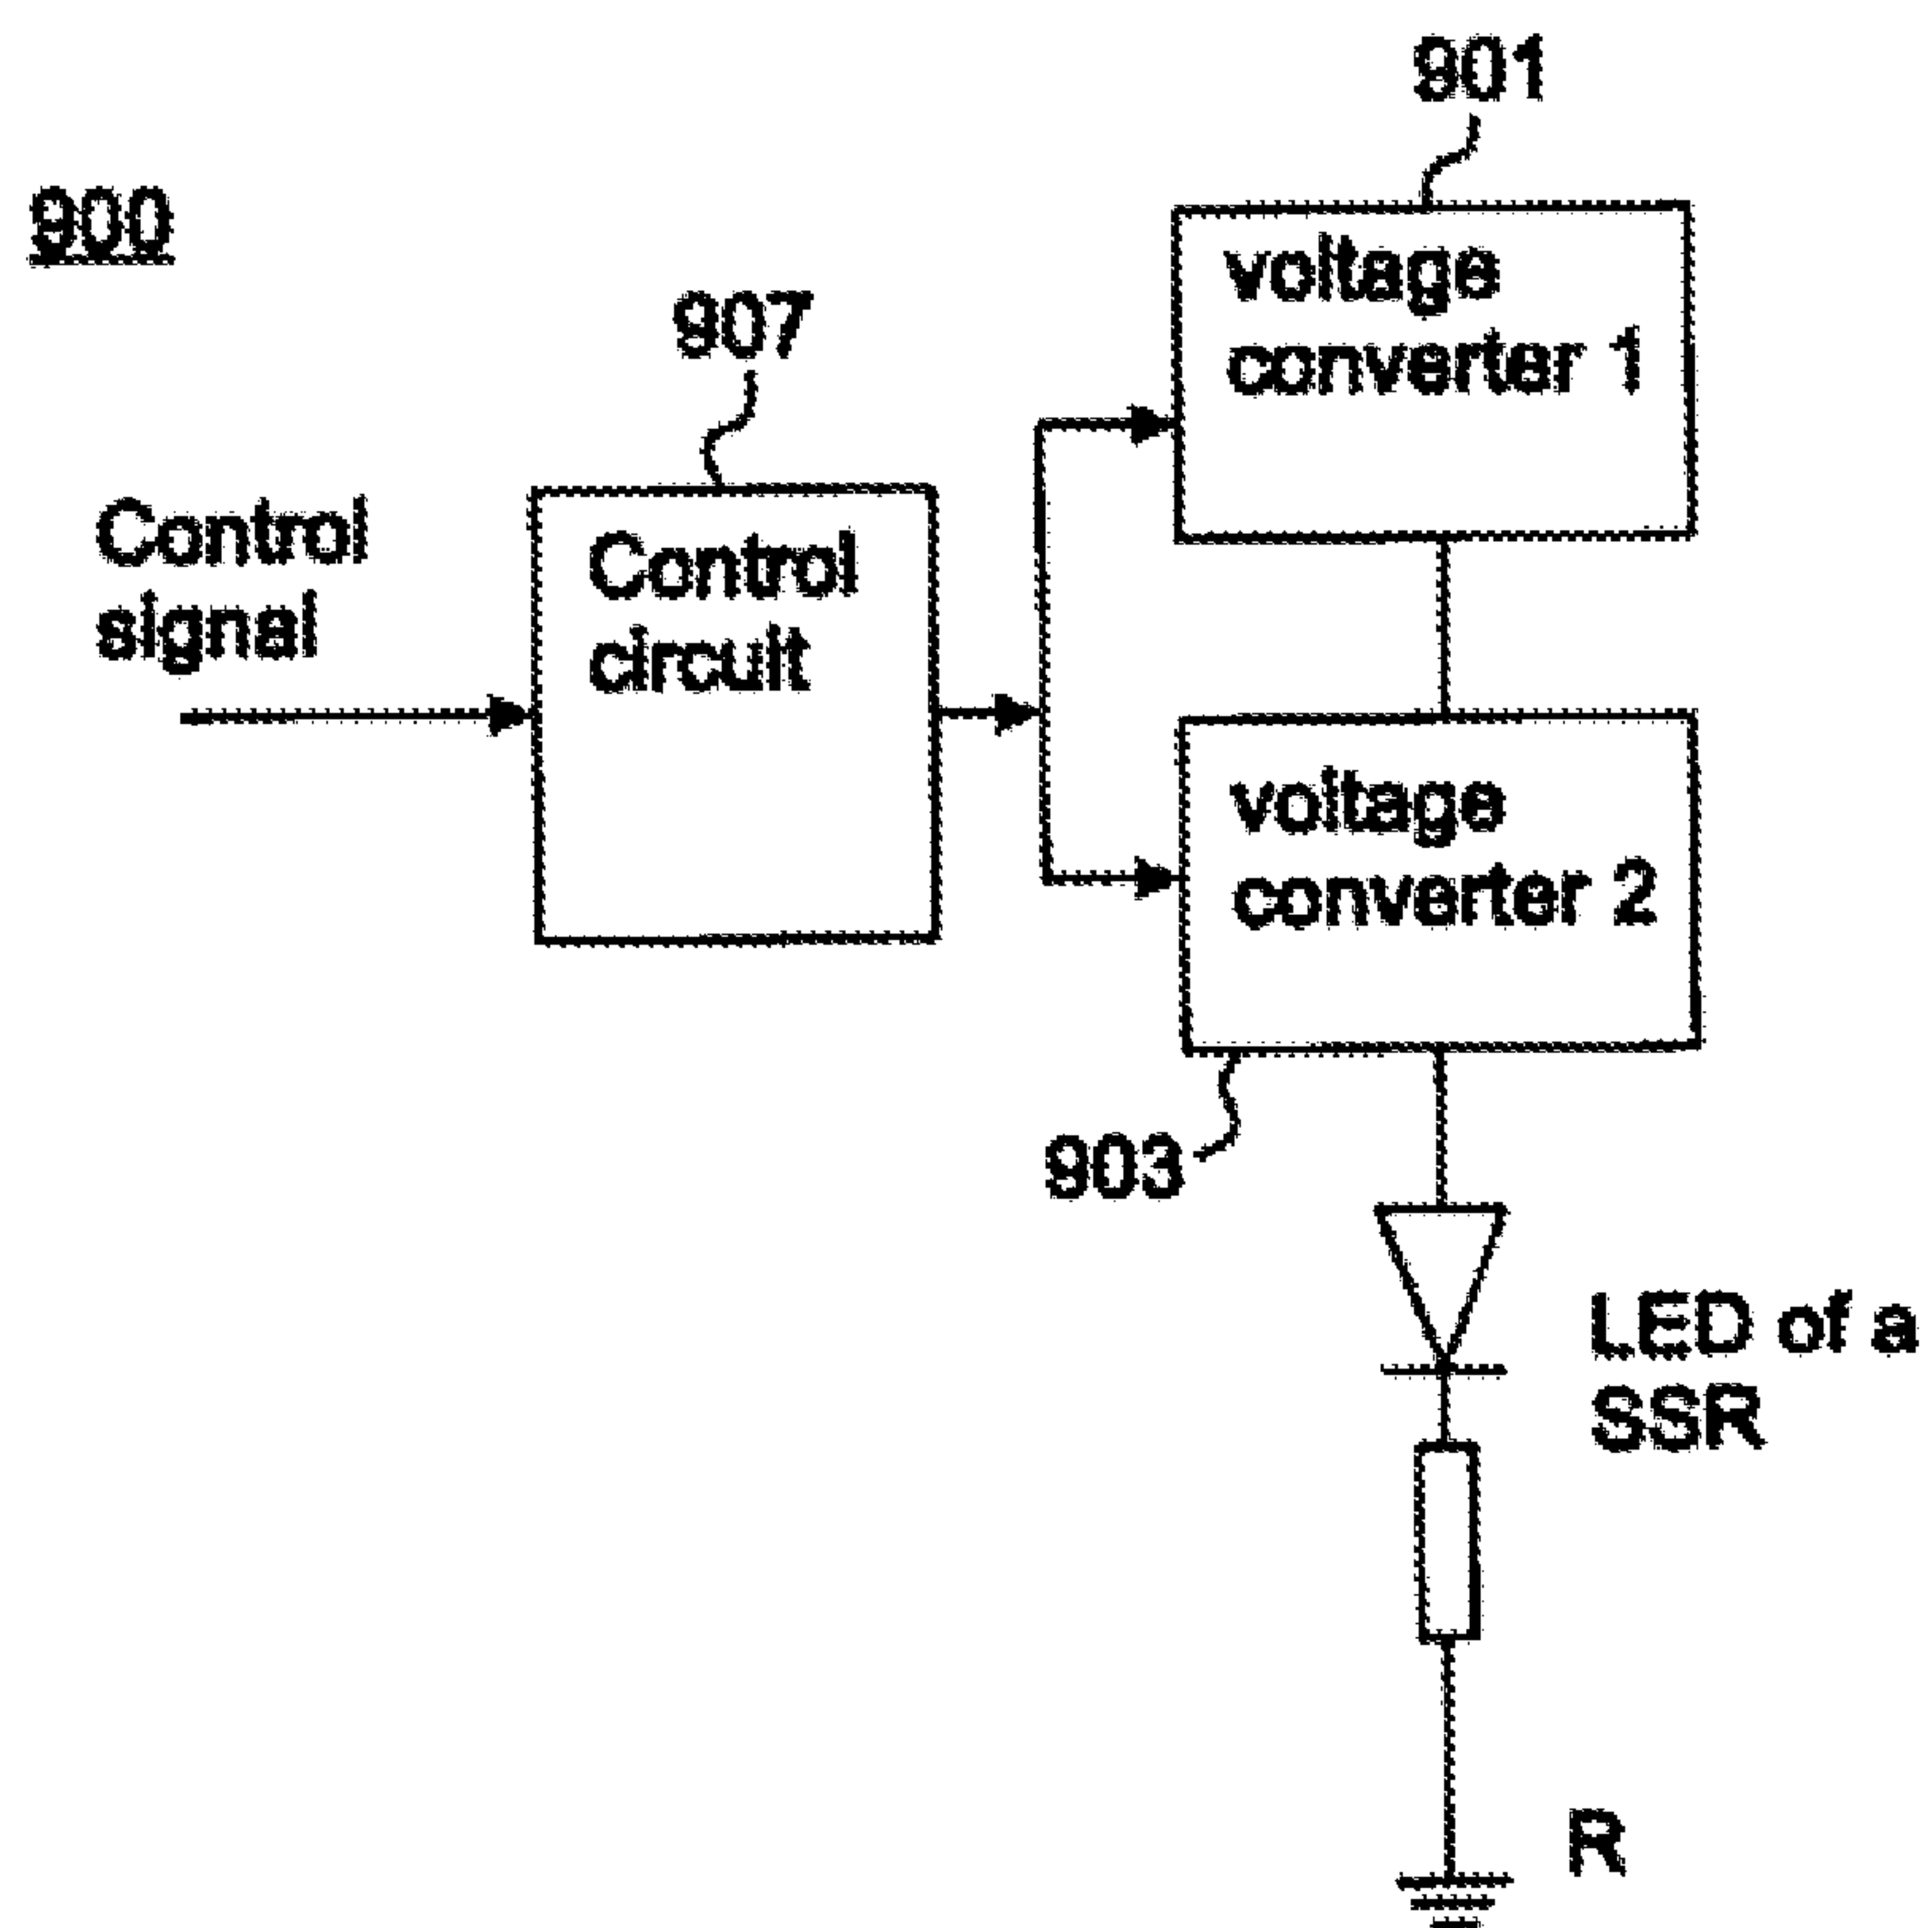 901
900
voltage
converter 1
907
Control
signal
Control
circuit
voltage
converter 2
903
LED of a
SSR
R